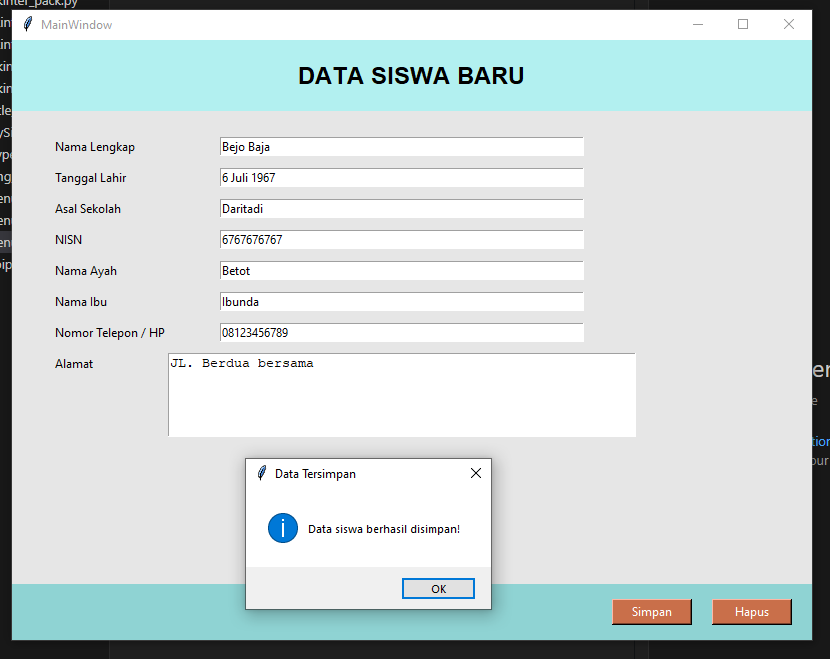 MainWindow
DATA SISWA BARU
Nama Lengkap Bejo Baja
Tanggal Lahir 6 Juli 1967
Asal Sekolah Daritadi
NISN 6767676767
Nama Ayah Betot
Nama Ibu Ibunda
Nomor Telepon / HP 08123456789
Alamat JL. Berdua bersama
Data Tersimpan
Data siswa berhasil disimpan!
OK
Simpan Hapus